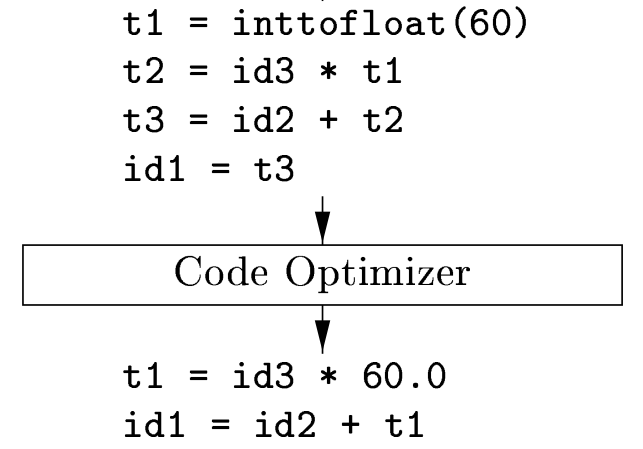 t1 = inttofloat(60)
t2 = id3 * t1
t3 = id2 + t2
id1 = t3
Code Optimizer
t1 = id3 * 60.0
id1 = id2 + t1